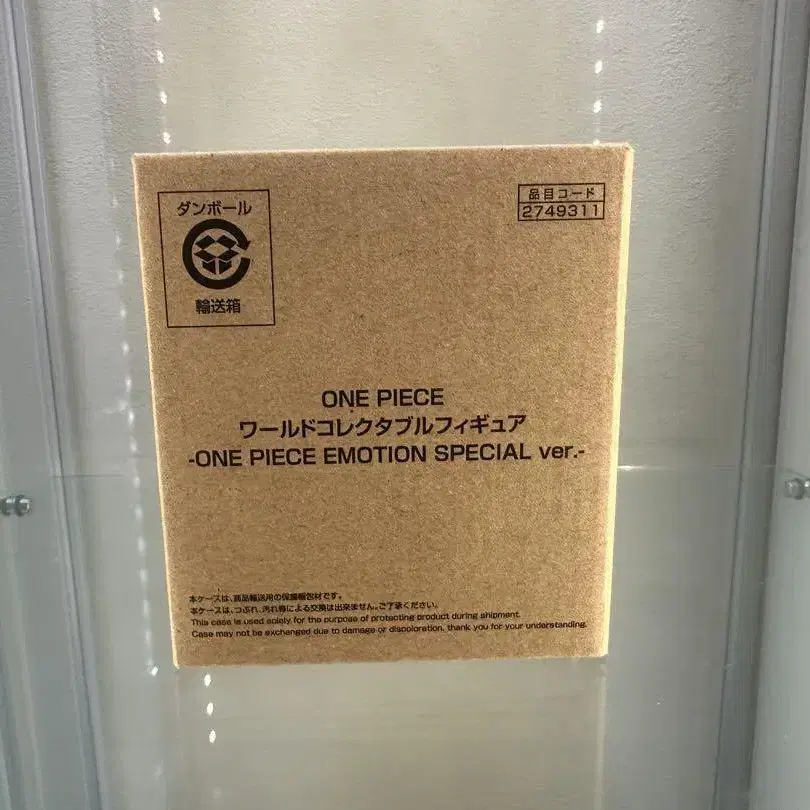 ダンボール
輸送箱
品目コード
2749311
ONE PIECE
ワールドコレクタブルフィギュア
-ONE PIECE EMOTION SPECIAL ver.-
本ケースは、商品輸送用の保護梱包材です。
本ケースは、つぶれ、汚れ等による交換は出来ません。ご了承ください。
This case is used solely for the purpose of protecting product during shipment.
Case may not be exchanged due to damage or discoloration, thank you for your understanding.